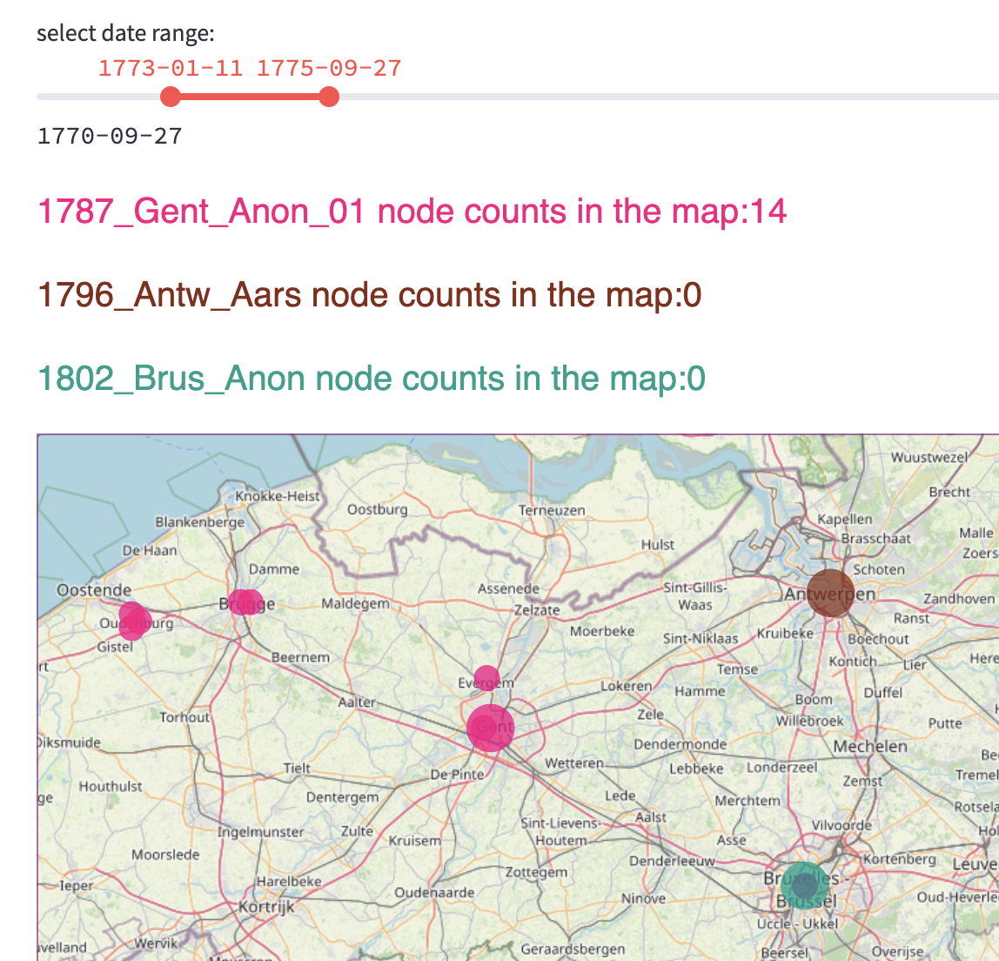 select date range:
1773-01-11 1775-09-27
1770-09-27
1787_Gent_Anon_01 node counts in the map:14
1796_Antw_Aars node counts in the map:0
1802_Brus_Anon node counts in the map:0
Wuustwezel
Knokke-Heist
Brecht
Oostburg
Terneuzen
Blankenberge
Kapellen
Malle
Brasschaat
De Haan
Hulst
Zoers
Damme
Schoten
Oostende
Assenede
Sint-Gillis-
Waas
Antwerpen
Zandhoven
Brugge
Maldegem
Zelzate
Oudenburg
Ranst
Moerbeke
Sint-Niklaas
Kruibeke
Boechout
Gistel
Beernem
Kontich
Lier
Here
rt
Temse
Evergem
Lokeren
Hamme
Duffel
Aalter
Boom
Torhout
Gent
Zele
Willebroek
Putte
Diksmuide
Dendermonde
Mechelen
Be
Tielt
De Pinte
Wetteren
Lebbeke
Londerzeel
Tremel
Houthulst
Zemst
ge
Dentergem
Lede
Merchtem
Rotsela
Ingelmunster
Zulte
Sint-Lievens-
Houtem
Aalst
Vilvoorde
Hol
Kruisem
Asse
Moorslede
Denderleeuw
Kortenberg
Leuve
Zottegem
Bruxelles -
Brussel
Ieper
Harelbeke
Oudenaarde
Ninove
Oud-Heverle
Kortrijk
Uccle - Ukkel
Wervik
velland
Geraardsbergen
Beersel
Overijse